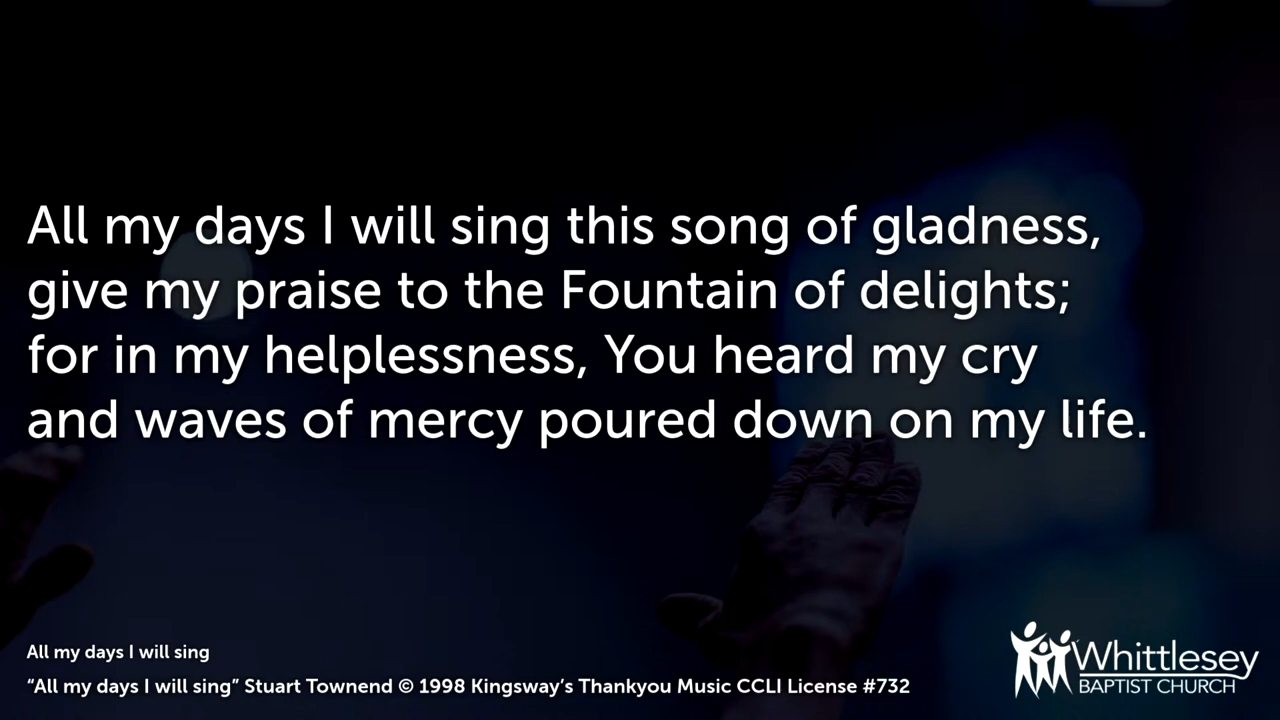 All my days I will sing this song of gladness,
give my praise to the Fountain of delights;
for in my helplessness, You heard my cry
and waves of mercy poured down on my life.
All my days I will sing
“All my days I will sing” Stuart Townend © 1998 Kingsway’s Thankyou Music CCLI License #732
Whittlesey
BAPTIST CHURCH